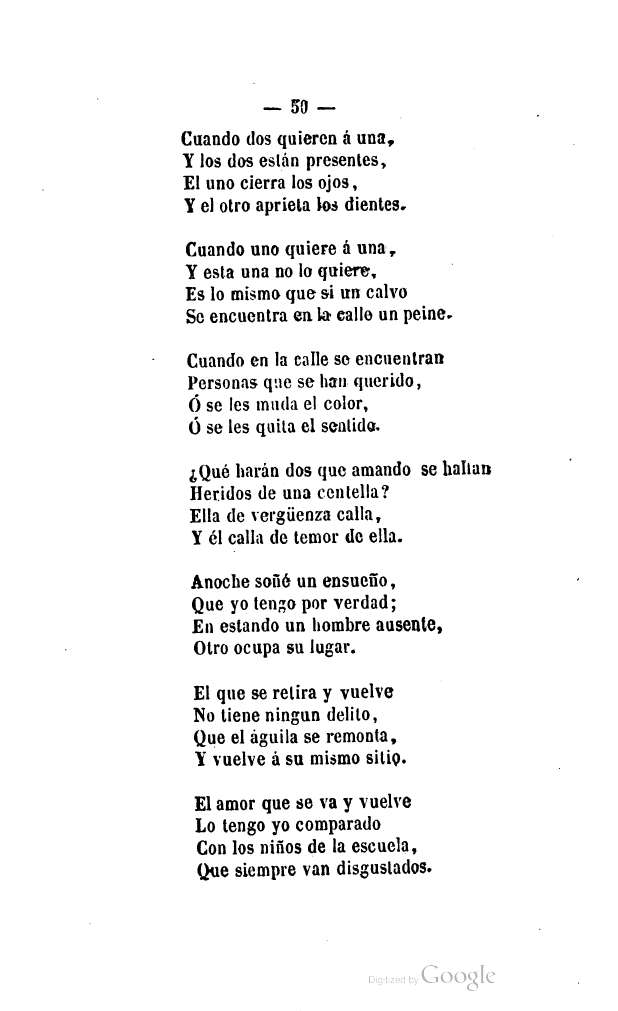 — 50 —
Cuando dos quieren á una,
Y los dos están presentes,
El uno cierra los ojos,
Y el otro aprieta los dientes.
Cuando uno quiere á una,
Y esta una no lo quiere,
Es lo mismo que si un calvo
Se encuentra en la calle un peine.
Cuando en la calle se encuentran
Personas que se han querido,
Ó se les muda el color,
Ó se les quita el sentido.
¿Qué harán dos que amando se hallan
Heridos de una centella?
Ella de vergüenza calla,
Y él calla de temor de ella.
Anoche soñé un ensueño,
Que yo tengo por verdad;
En estando un hombre ausente,
Otro ocupa su lugar.
El que se retira y vuelve
No tiene ningun delito,
Que el águila se remonta,
Y vuelve á su mismo sitio.
El amor que se va y vuelve
Lo tengo yo comparado
Con los niños de la escuela,
Que siempre van disgustados.
Digitized by Google